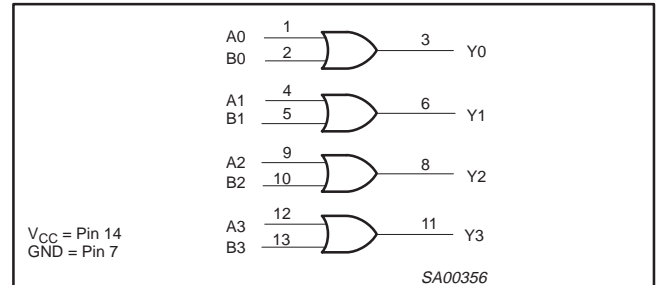 A0 1 3 Y0
B0 2
A1 4 6 Y1
B1 5
A2 9 8 Y2
B2 10
A3 12 11 Y3
B3 13
VCC = Pin 14
GND = Pin 7
SA00356